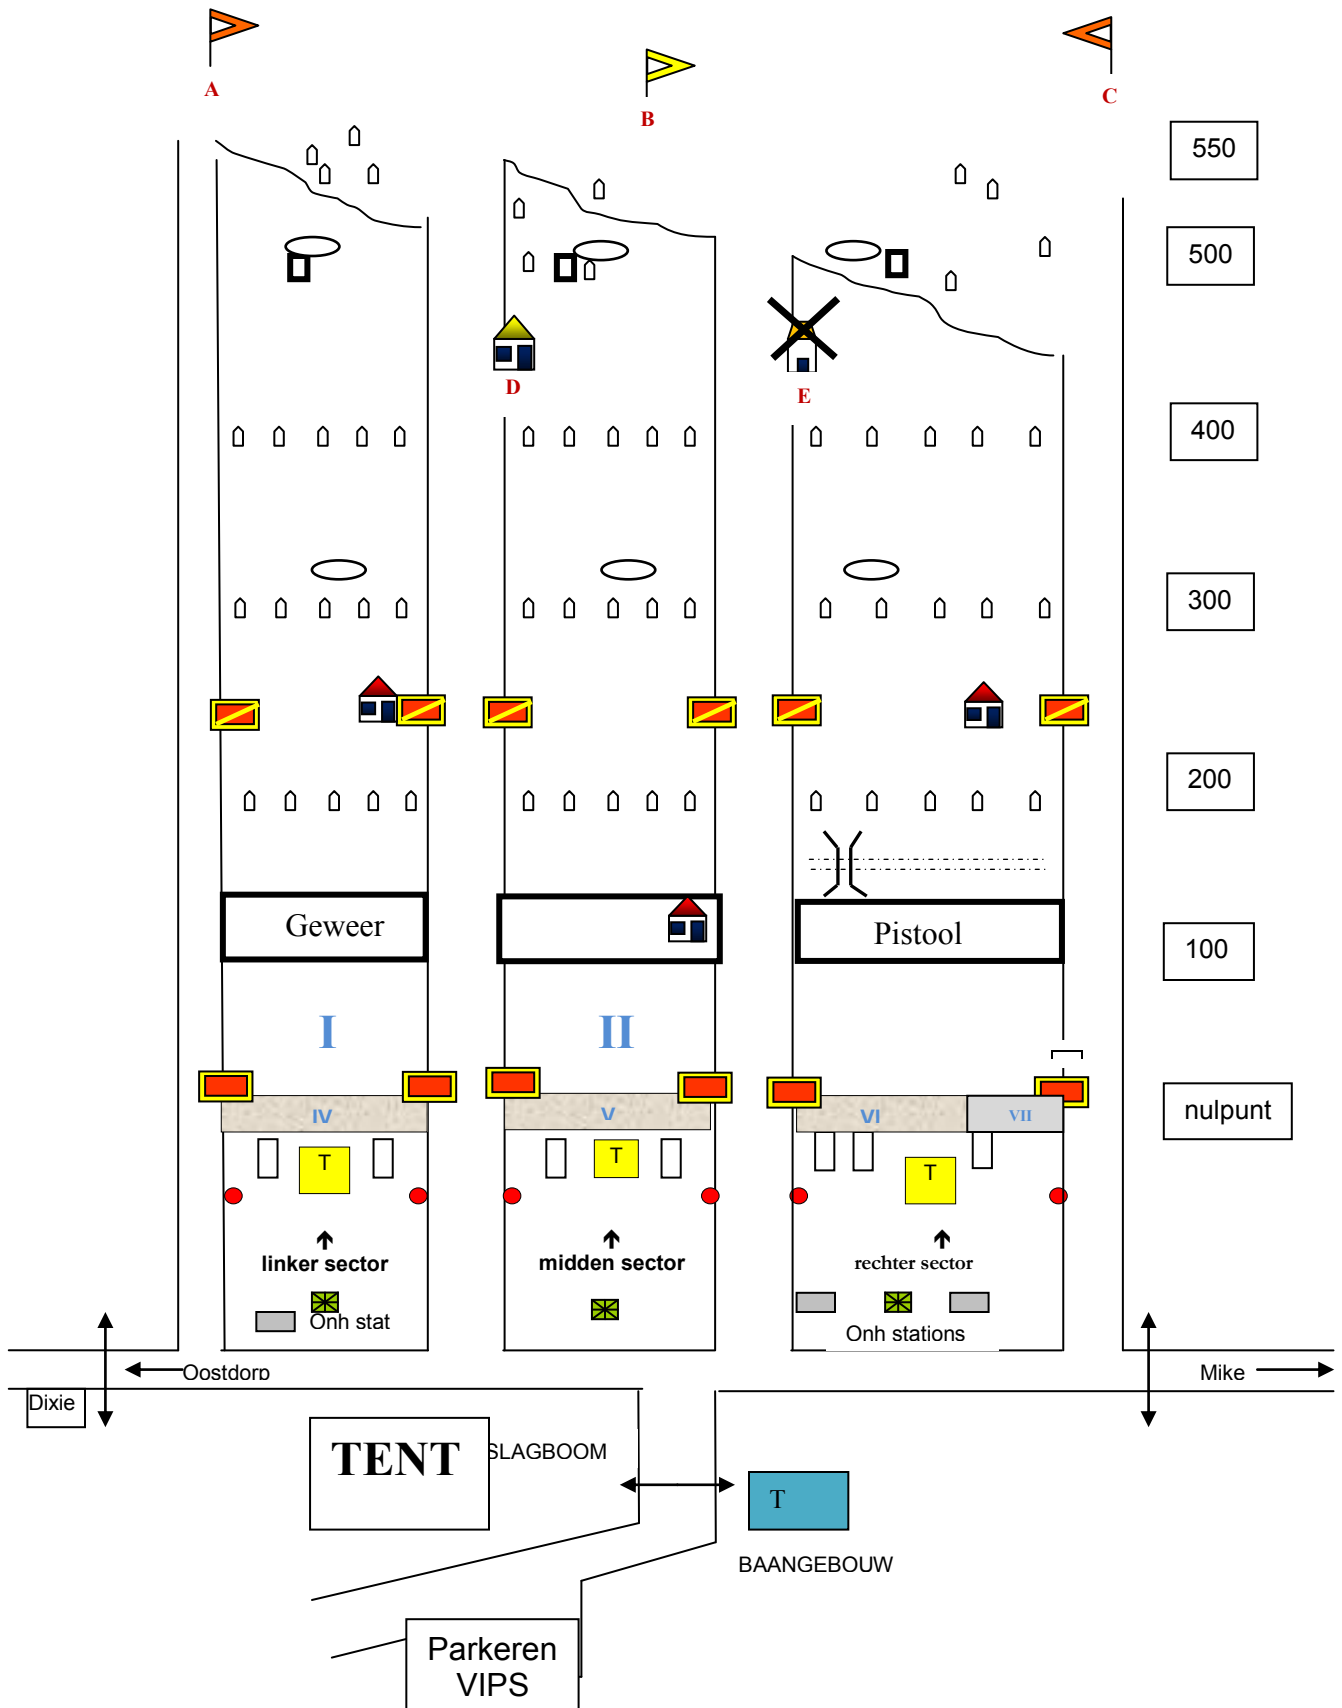 A
B
C
550
500
D
E
400
300
200
Geweer
Pistool
100
I
II
IV
V
VI
VII
nulpunt
T
T
T
linker sector
midden sector
rechter sector
Onh stat
Onh stations
Oostdorp
Mike
Dixie
TENT
SLAGBOOM
T
BAANGEBOUW
Parkeren
VIPS